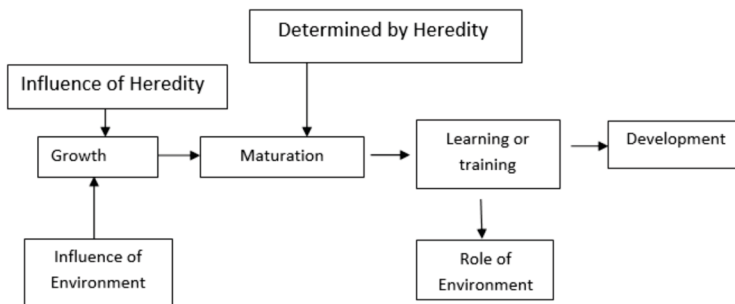 Determined by Heredity
Influence of Heredity
Growth
Maturation
Learning or
training
Development
Influence of
Environment
Role of
Environment